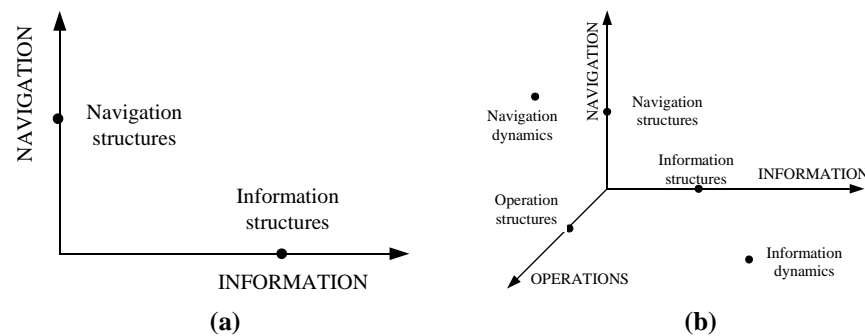 NAVIGATION
Navigation
structures
Information
structures
INFORMATION
(a)
NAVIGATION
Navigation
dynamics
Navigation
structures
Information
structures
INFORMATION
Operation
structures
Information
dynamics
OPERATIONS
(b)